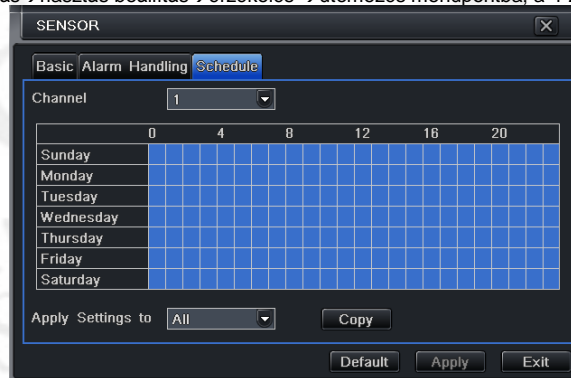 SENSOR
Basic Alarm Handling Schedule
Channel 1
0 4 8 12 16 20
Sunday
Monday
Tuesday
Wednesday
Thursday
Friday
Saturday
Apply Settings to All Copy
Default Apply Exit